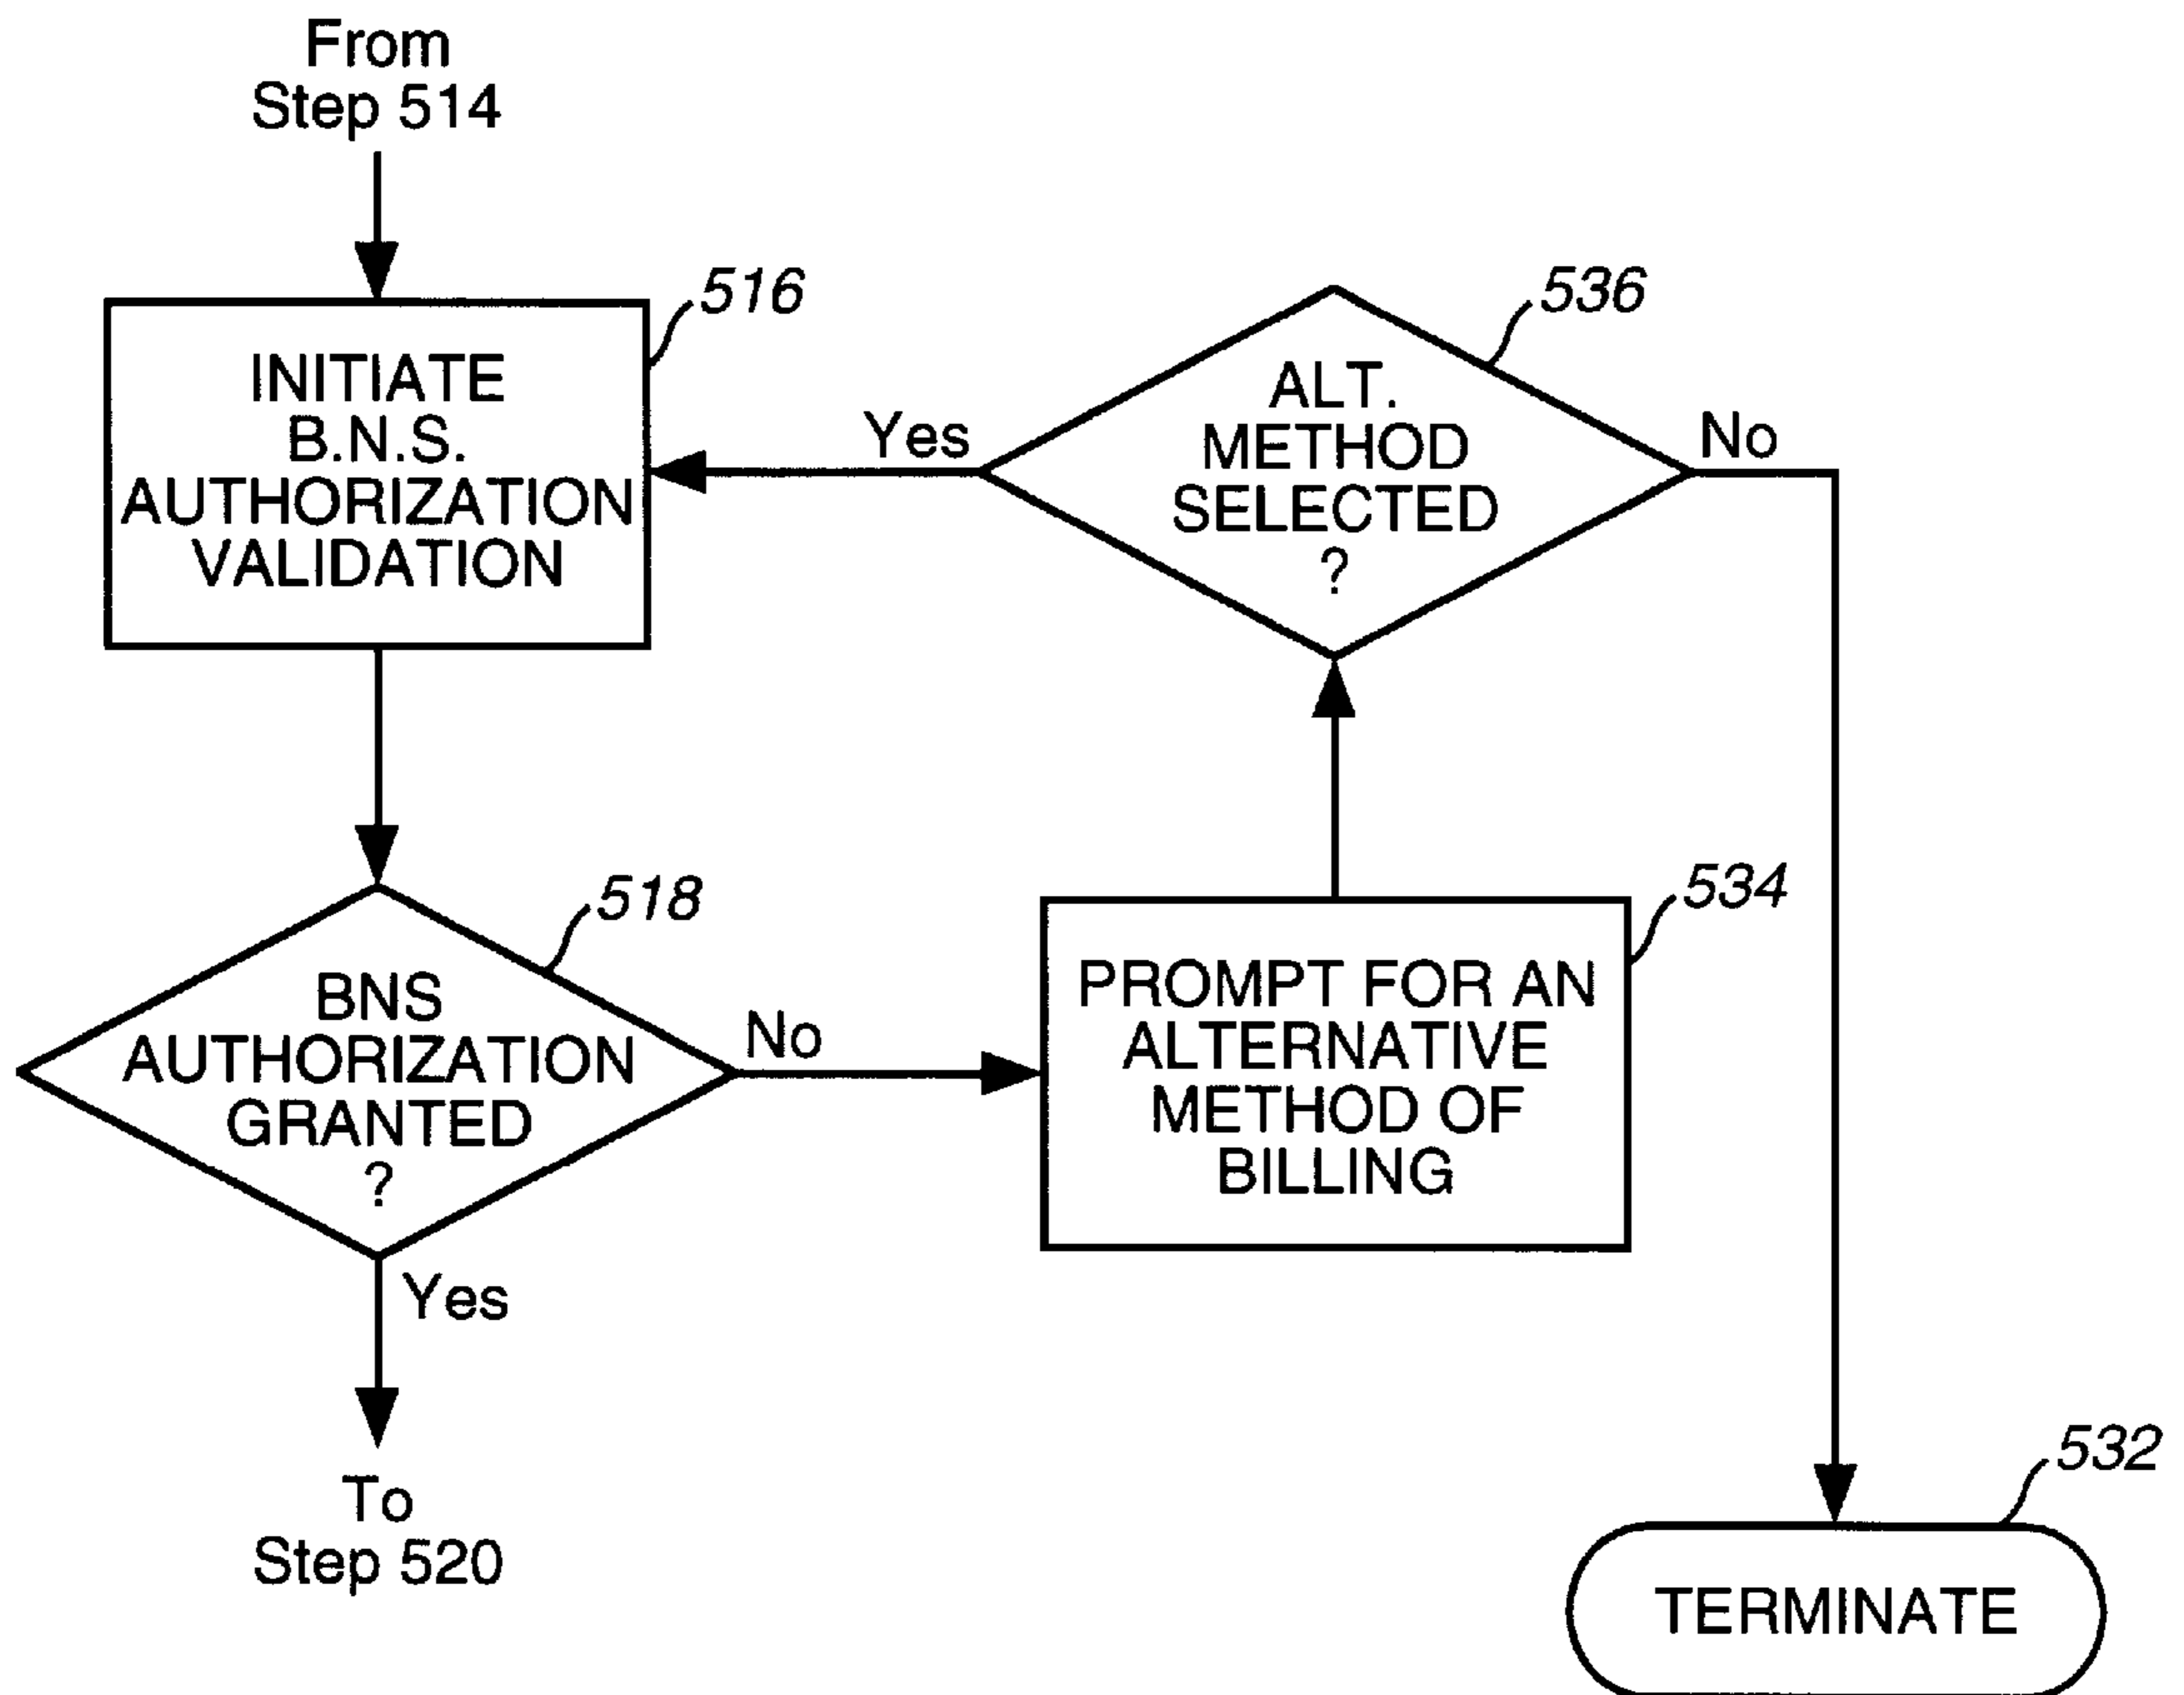 From
Step 514
516
INITIATE
B.N.S.
AUTHORIZATION
VALIDATION
536
ALT.
METHOD
SELECTED
?
Yes
No
518
BNS
AUTHORIZATION
GRANTED
?
No
Yes
534
PROMPT FOR AN
ALTERNATIVE
METHOD OF
BILLING
To
Step 520
532
TERMINATE